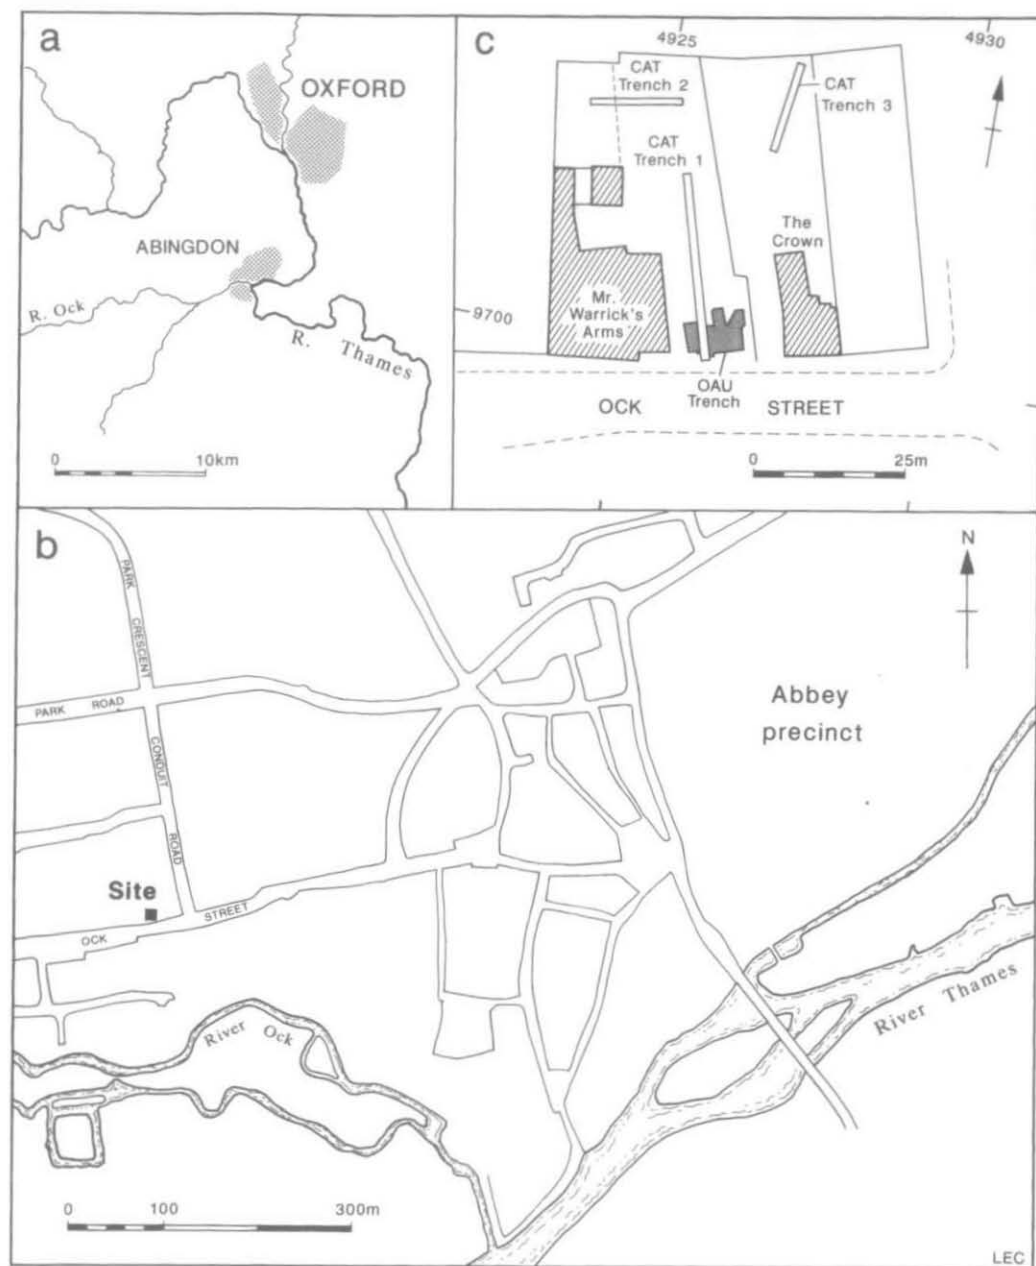 a
OXFORD
ABINGDON
R. Ock
R. Thames
0 10km
c
4925
4930
CAT
Trench 2
CAT
Trench 3
CAT
Trench 1
The
Crown
Mr.
Warrick's
Arms
9700
OAU
Trench
OCK STREET
0 25m
b
N
PARK CRESCENT
PARK ROAD
CONDUIT ROAD
Abbey
precinct
Site
OCK STREET
River Ock
River Thames
0 100 300m
LEC